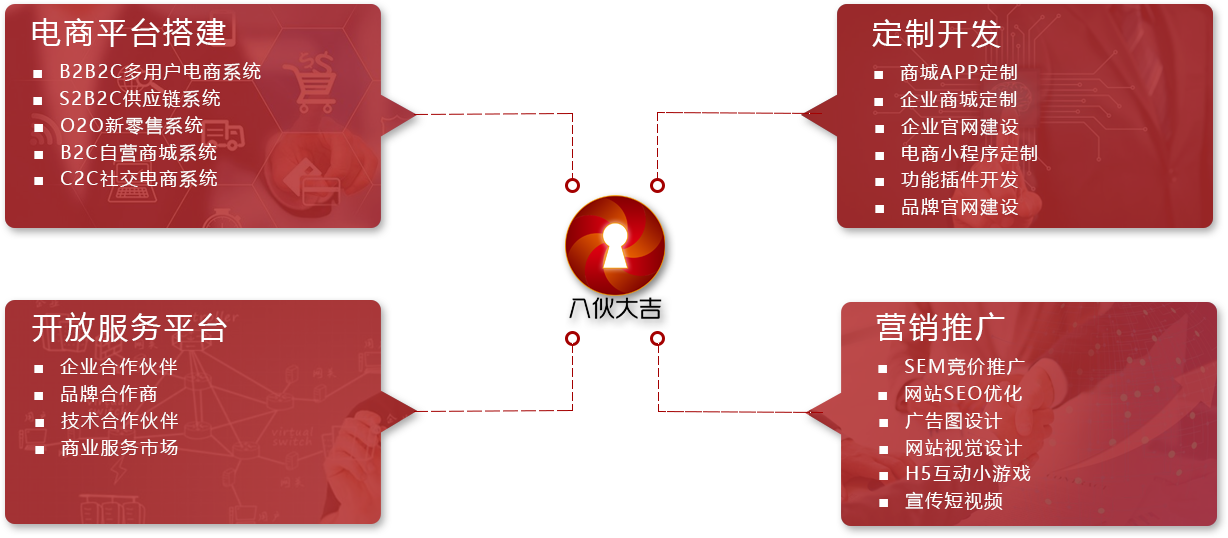 电商平台搭建
B2B2C多用户电商系统
S2B2C供应链系统
O2O新零售系统
B2C自营商城系统
C2C社交电商系统
定制开发
商城APP定制
企业商城定制
企业官网建设
电商小程序定制
功能插件开发
品牌官网建设
八伙大吉
开放服务平台
企业合作伙伴
品牌合作商
技术合作伙伴
商业服务市场
营销推广
SEM竞价推广
网站SEO优化
广告图设计
网站视觉设计
H5互动小游戏
宣传短视频